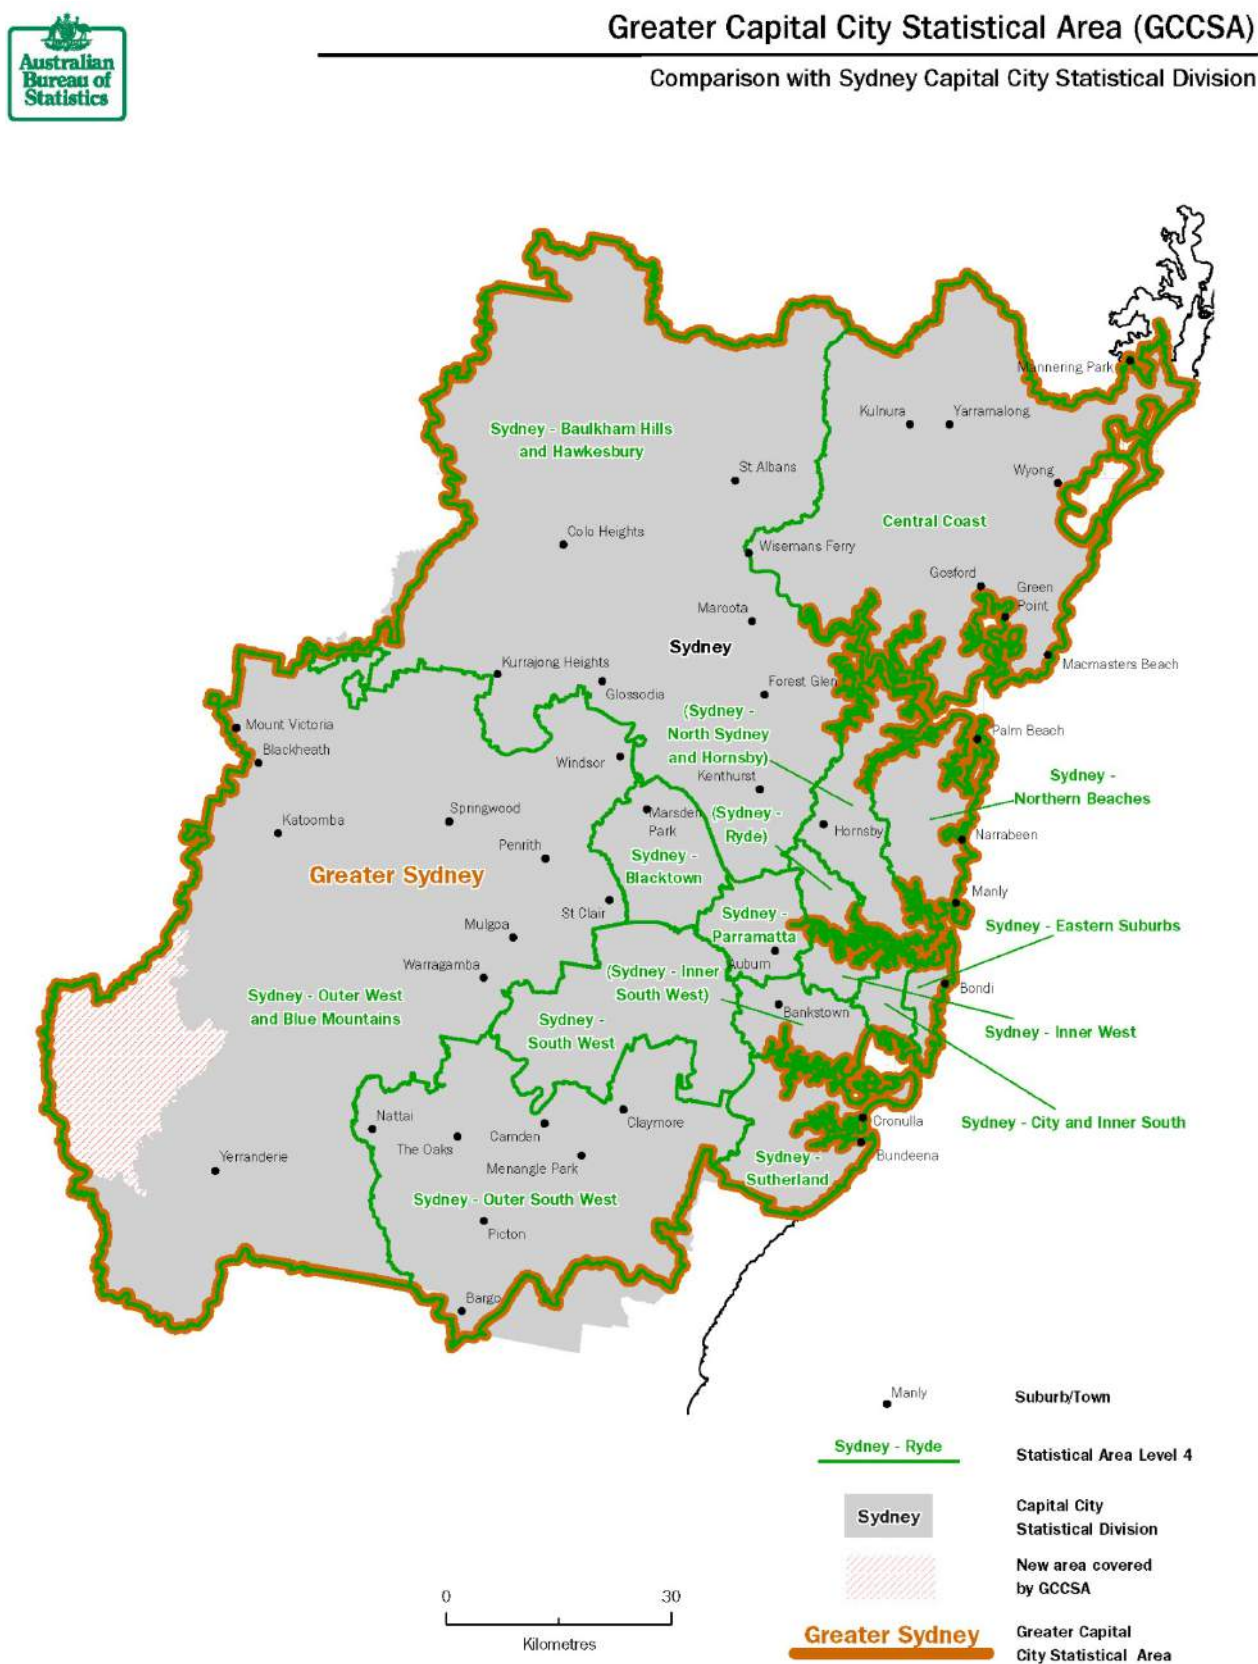 Australian
Bureau of
Statistics
Greater Capital City Statistical Area (GCCSA)
Comparison with Sydney Capital City Statistical Division
Mannering Park
Kulnura
Yarramalong
Sydney - Baulkham Hills
and Hawkesbury
St Albans
Wyong
Central Coast
Colo Heights
Wisemans Ferry
Gosford
Green
Point
Maroota
Sydney
Macmasters Beach
Kurrajong Heights
Glossodia
Forest Glen
(Sydney -
North Sydney
and Hornsby)
Mount Victoria
Palm Beach
Blackheath
Windsor
Kenthurst
Sydney -
Northern Beaches
Springwood
Marsden
Park
(Sydney -
Ryde)
Hornsby
Katoomba
Narrabeen
Penrith
Sydney -
Blacktown
Greater Sydney
Manly
St Clair
Sydney -
Parramatta
Sydney - Eastern Suburbs
Mulgoa
Warragamba
Auburn
(Sydney - Inner
South West)
Bondi
Sydney - Outer West
and Blue Mountains
Sydney -
South West
Bankstown
Sydney - Inner West
Nattai
Claymore
Cronulla
Sydney - City and Inner South
The Oaks
Camden
Yerranderie
Menangle Park
Bundeena
Sydney -
Sutherland
Sydney - Outer South West
Picton
Bargo
Manly
Suburb/Town
Sydney - Ryde
Statistical Area Level 4
Sydney
Capital City
Statistical Division
New area covered
by GCCSA
0 30
Kilometres
Greater Sydney
Greater Capital
City Statistical Area